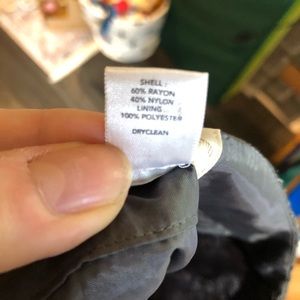 SHELL :
60% RAYON
40% NYLON
LINING :
100% POLYESTER
DRYCLEAN